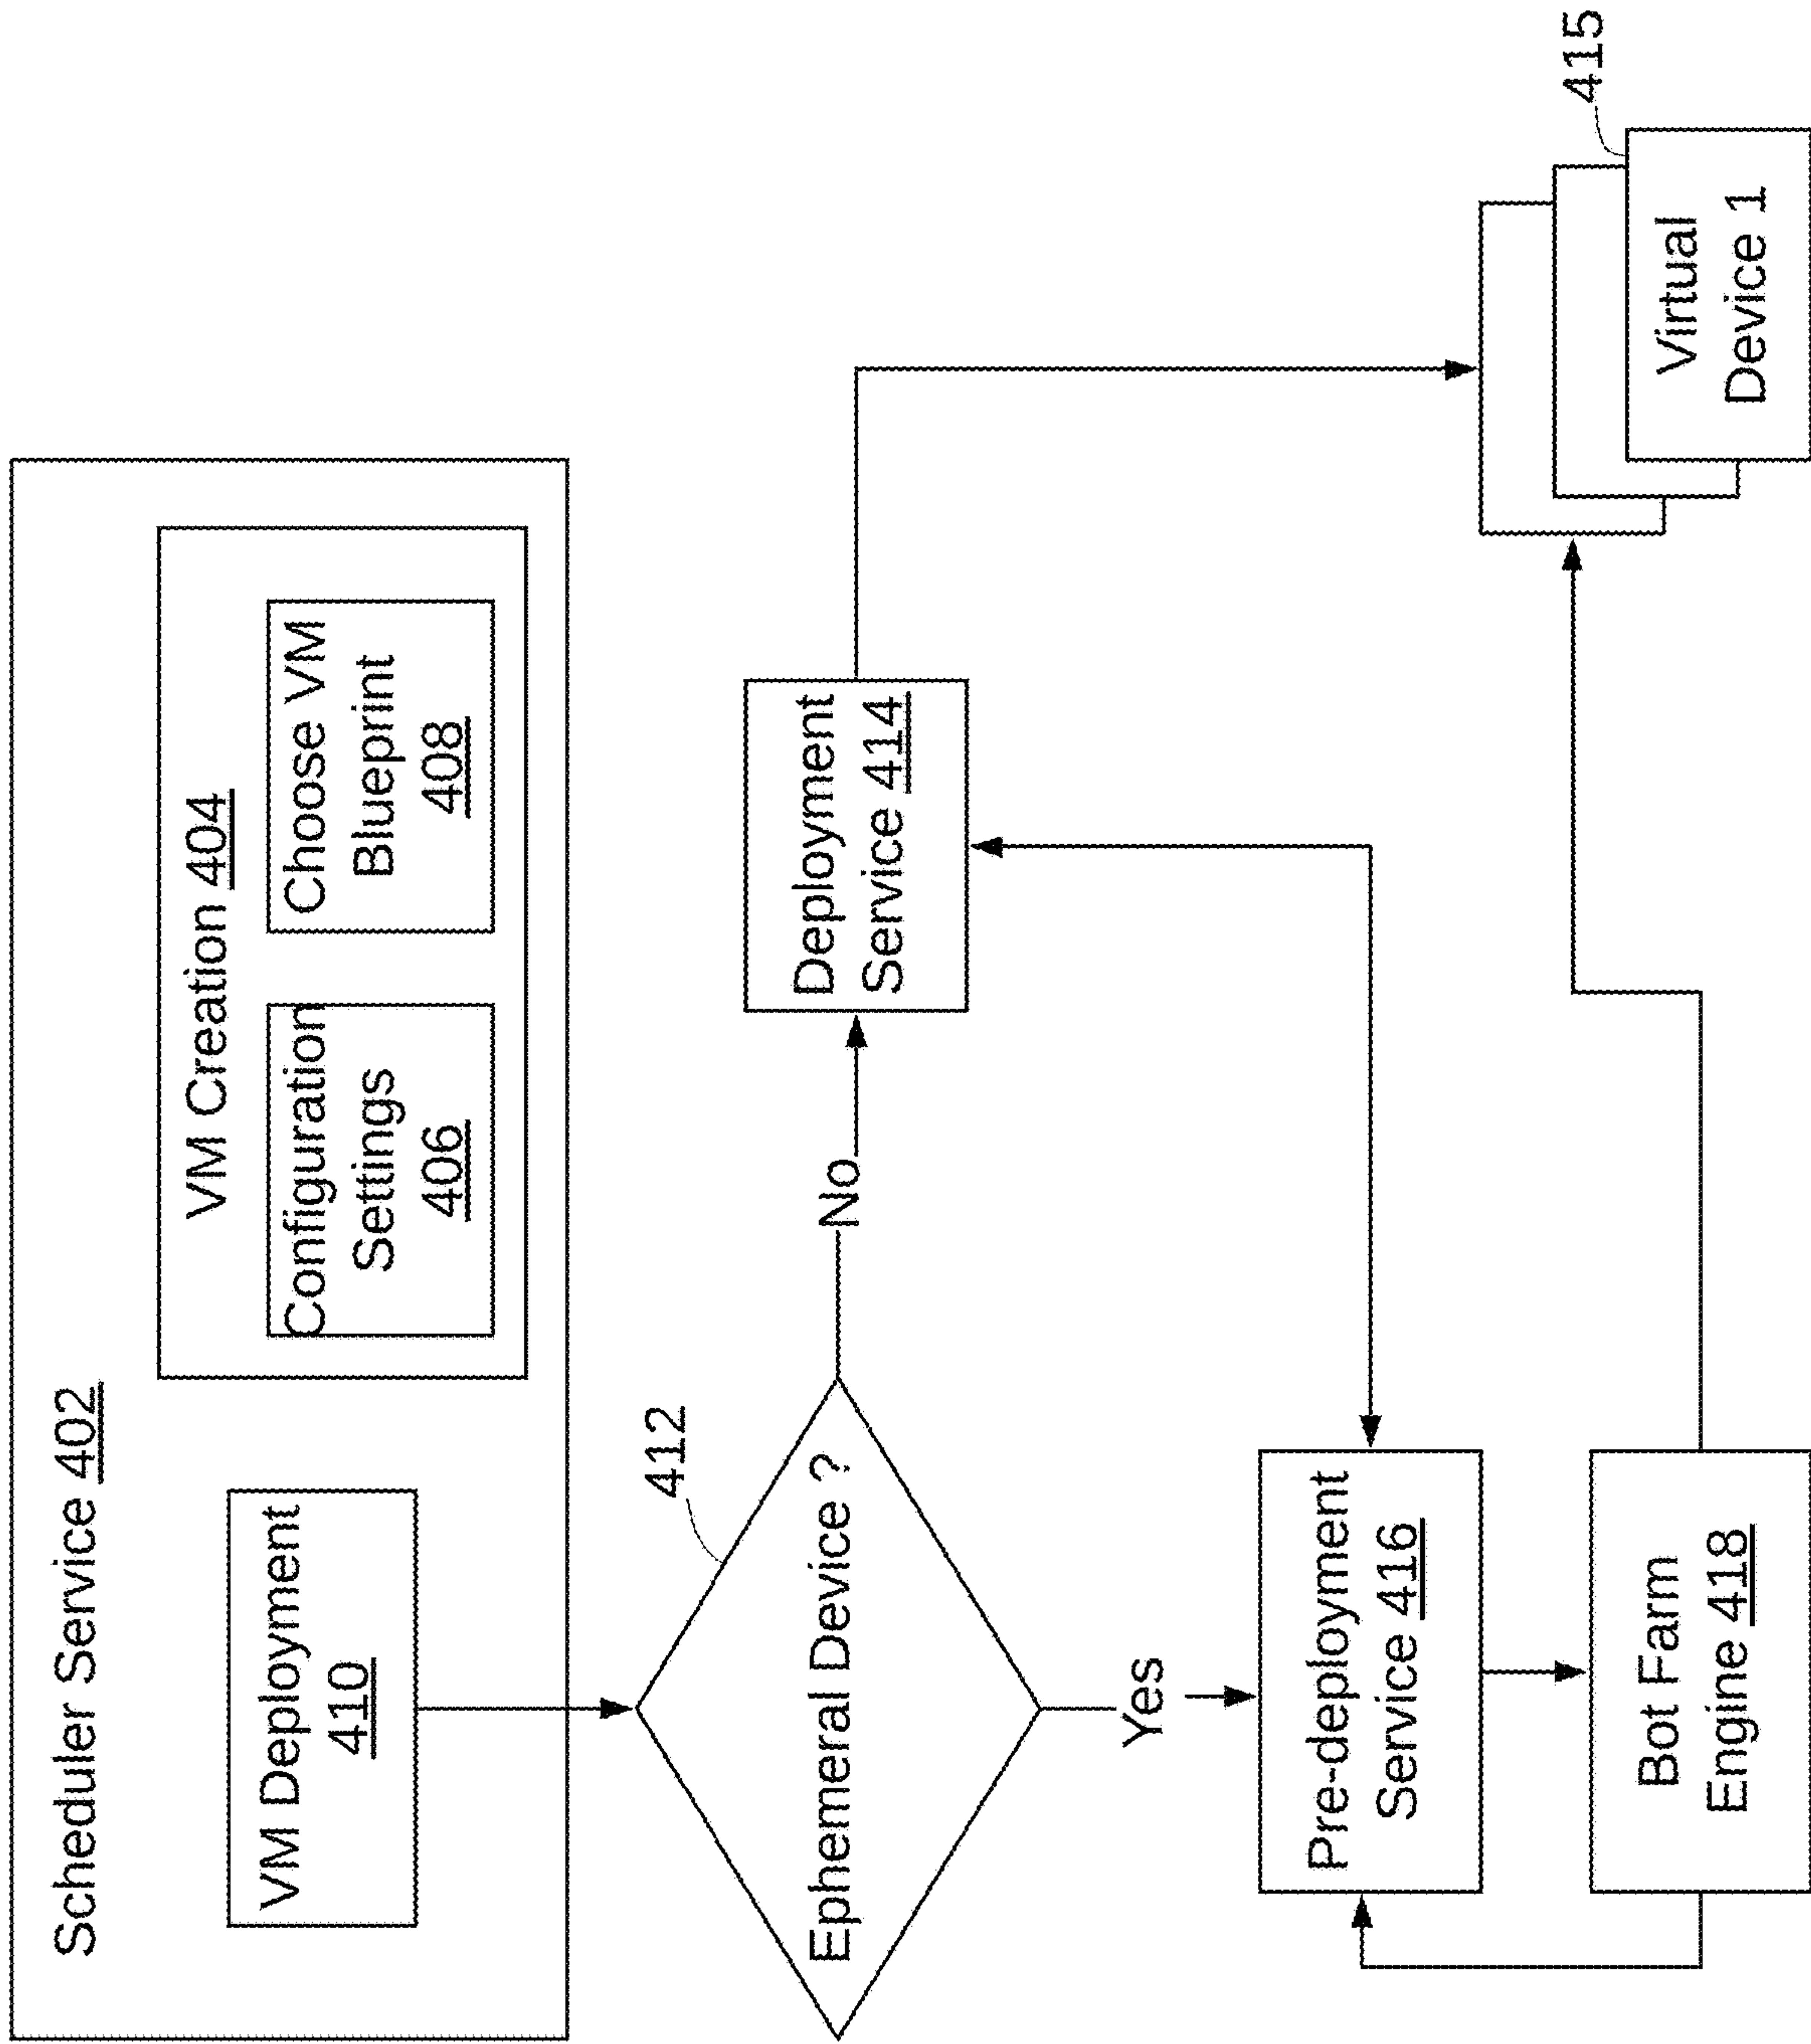 Scheduler Service 402
VM Deployment
410
VM Creation 404
Configuration
Settings
406
Choose VM
Blueprint
408
412
Ephemeral Device ?
No
Yes
Deployment
Service 414
Pre-deployment
Service 416
Bot Farm
Engine 418
415
Virtual
Device 1